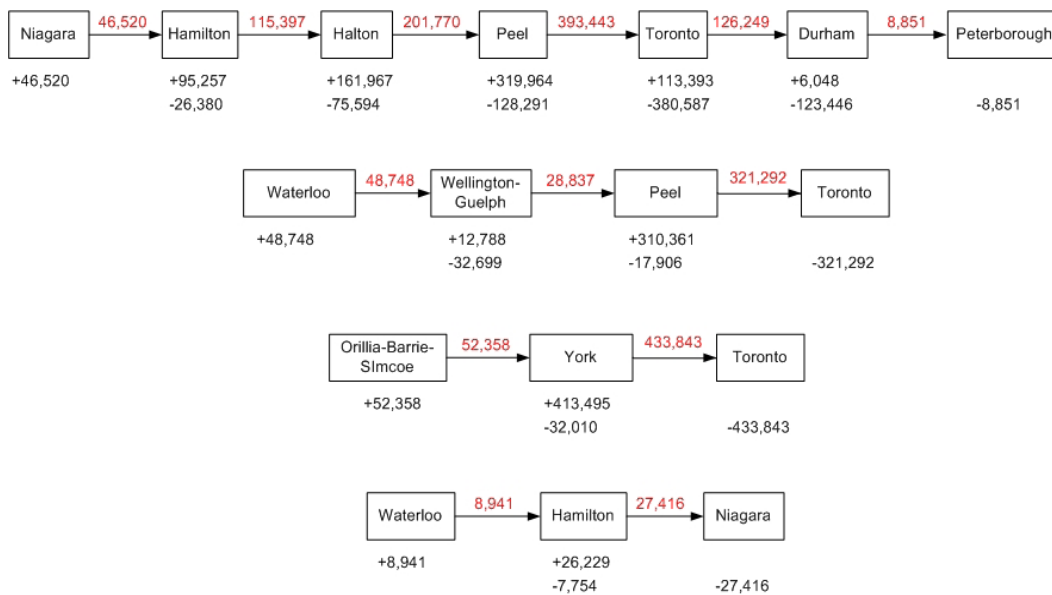 46,520 115,397 201,770 393,443 126,249 8,851
Niagara Hamilton Halton Peel Toronto Durham Peterborough
+46,520 +95,257 +161,967 +319,964 +113,393 +6,048
-26,380 -75,594 -128,291 -380,587 -123,446 -8,851
48,748 28,837 321,292
Waterloo Wellington-
Guelph Peel Toronto
+48,748 +12,788 +310,361
-32,699 -17,906 -321,292
52,358 433,843
Orillia-Barrie-
SImcoe York Toronto
+52,358 +413,495
-32,010 -433,843
8,941 27,416
Waterloo Hamilton Niagara
+8,941 +26,229
-7,754 -27,416